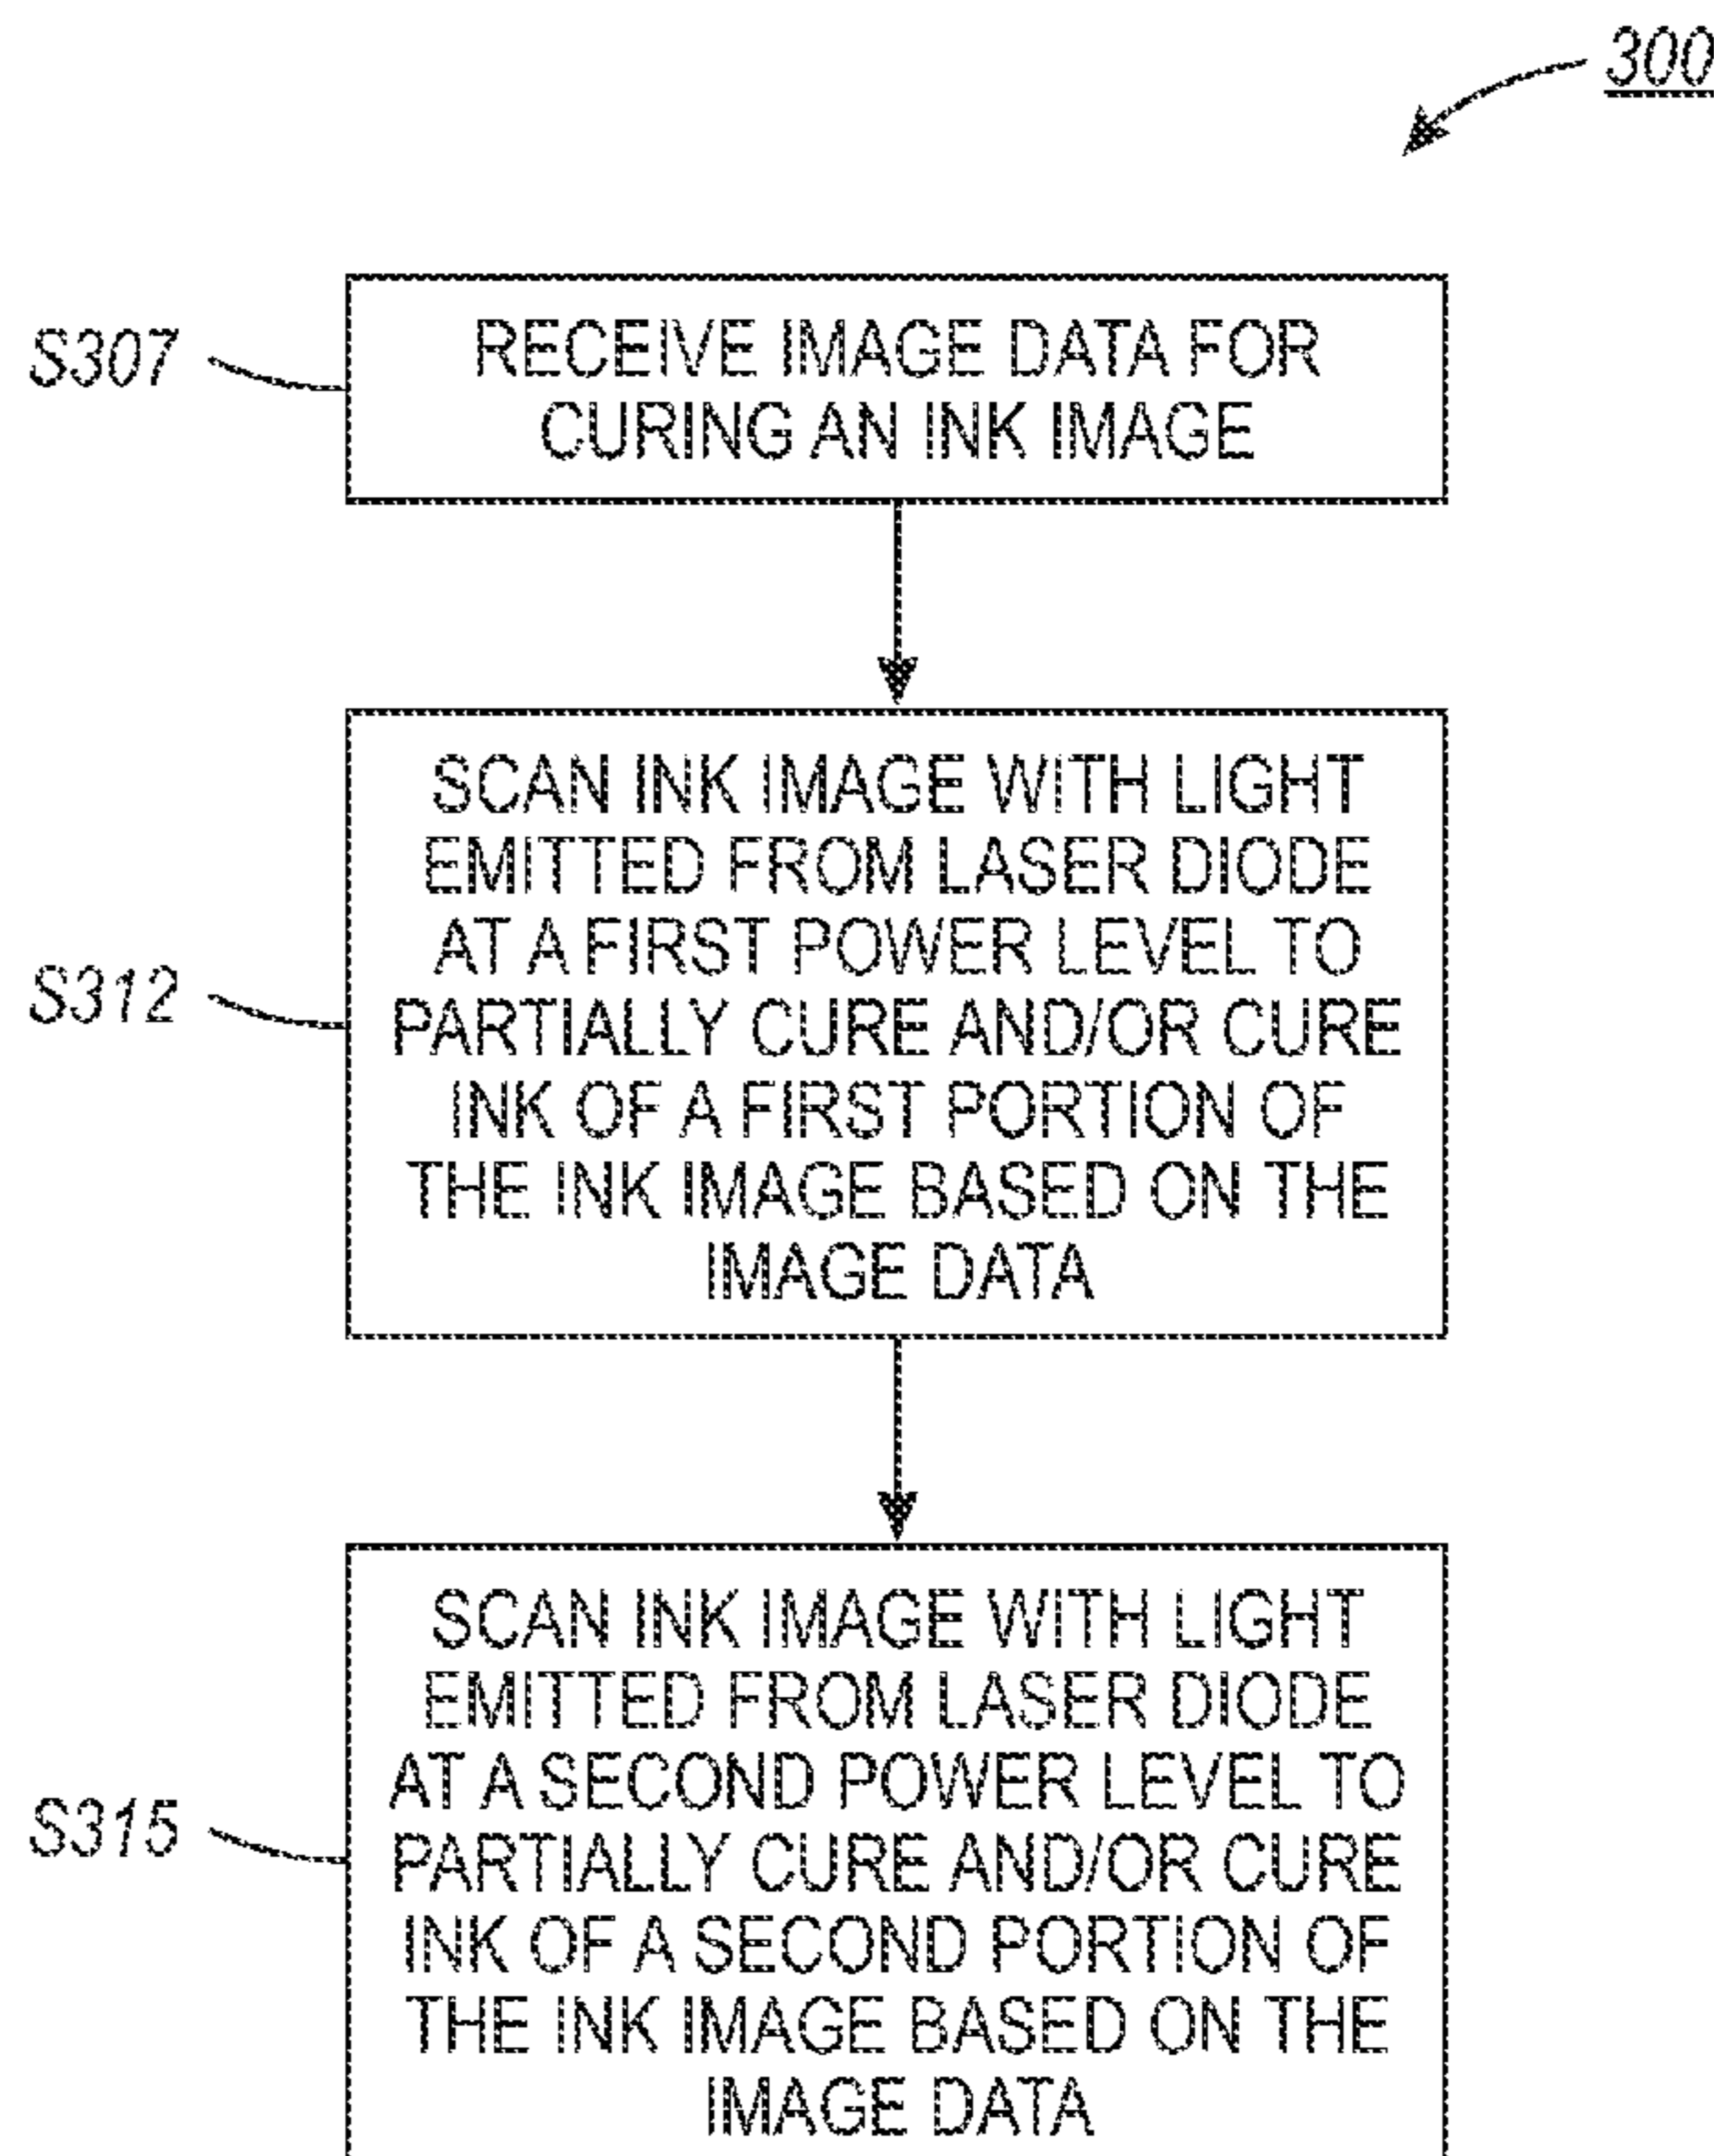 300
S307
RECEIVE IMAGE DATA FOR
CURING AN INK IMAGE
S312
SCAN INK IMAGE WITH LIGHT
EMITTED FROM LASER DIODE
AT A FIRST POWER LEVEL TO
PARTIALLY CURE AND/OR CURE
INK OF A FIRST PORTION OF
THE INK IMAGE BASED ON THE
IMAGE DATA
S315
SCAN INK IMAGE WITH LIGHT
EMITTED FROM LASER DIODE
AT A SECOND POWER LEVEL TO
PARTIALLY CURE AND/OR CURE
INK OF A SECOND PORTION OF
THE INK IMAGE BASED ON THE
IMAGE DATA